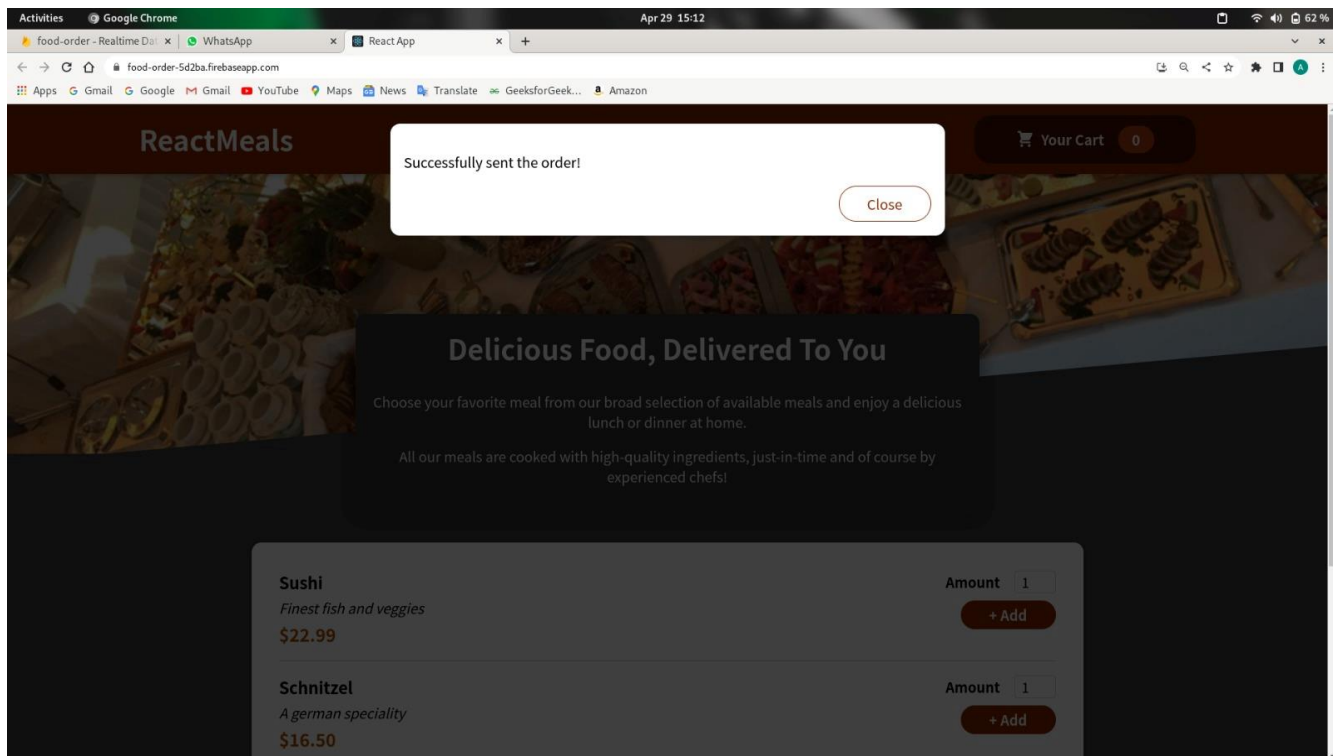 Activities Google Chrome Apr 29 15:12 62 %
food-order - Realtime Dat WhatsApp React App
food-order-5d2ba.firebaseapp.com A
Apps Gmail Google Gmail YouTube Maps News Translate GeeksforGeek... Amazon
ReactMeals Your Cart 0
Successfully sent the order!
Close
Delicious Food, Delivered To You
Choose your favorite meal from our broad selection of available meals and enjoy a delicious
lunch or dinner at home.
All our meals are cooked with high-quality ingredients, just-in-time and of course by
experienced chefs!
Sushi Amount 1
Finest fish and veggies + Add
$22.99
Schnitzel Amount 1
A german speciality + Add
$16.50